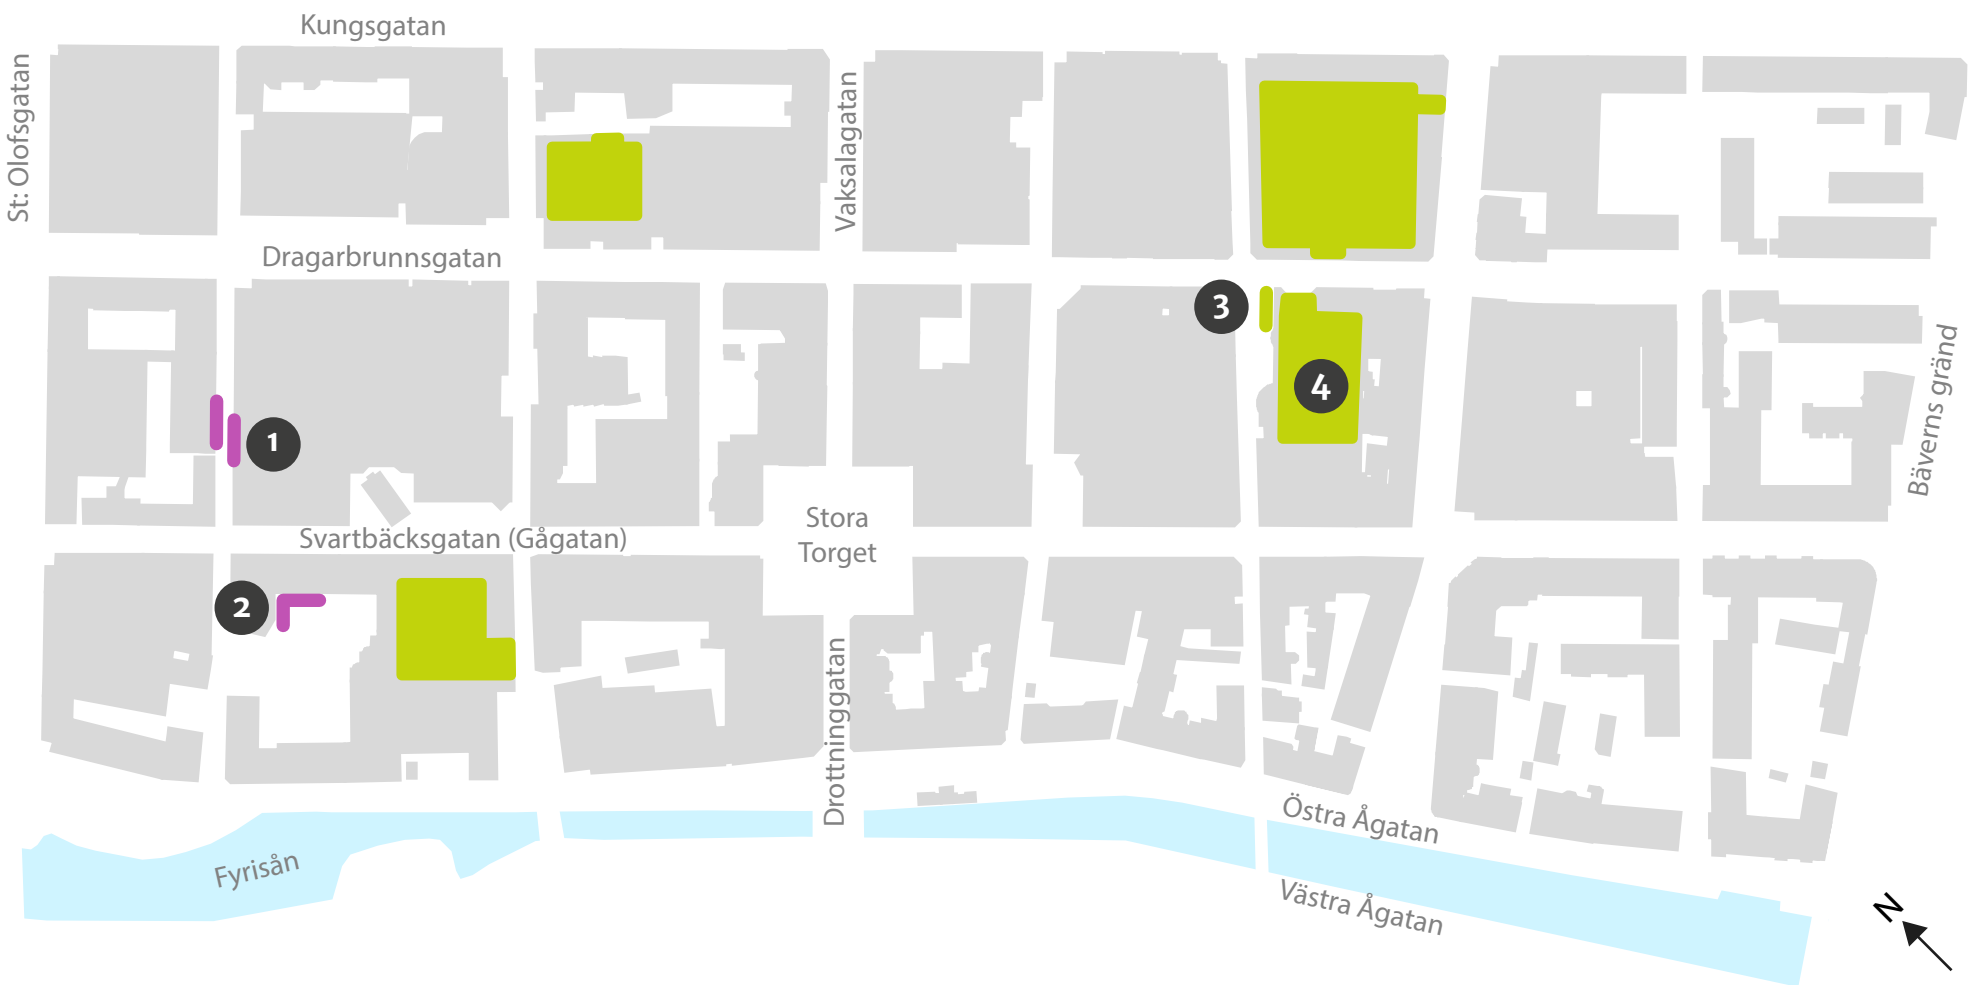 Kungsgatan
St: Olofsgatan
Vaksalagatan
Dragarbrunnsgatan
3
4
Bäverns gränd
1
Stora
Torget
Svartbäcksgatan (Gågatan)
2
Drottninggatan
Östra Ågatan
Fyrisån
Västra Ågatan
N